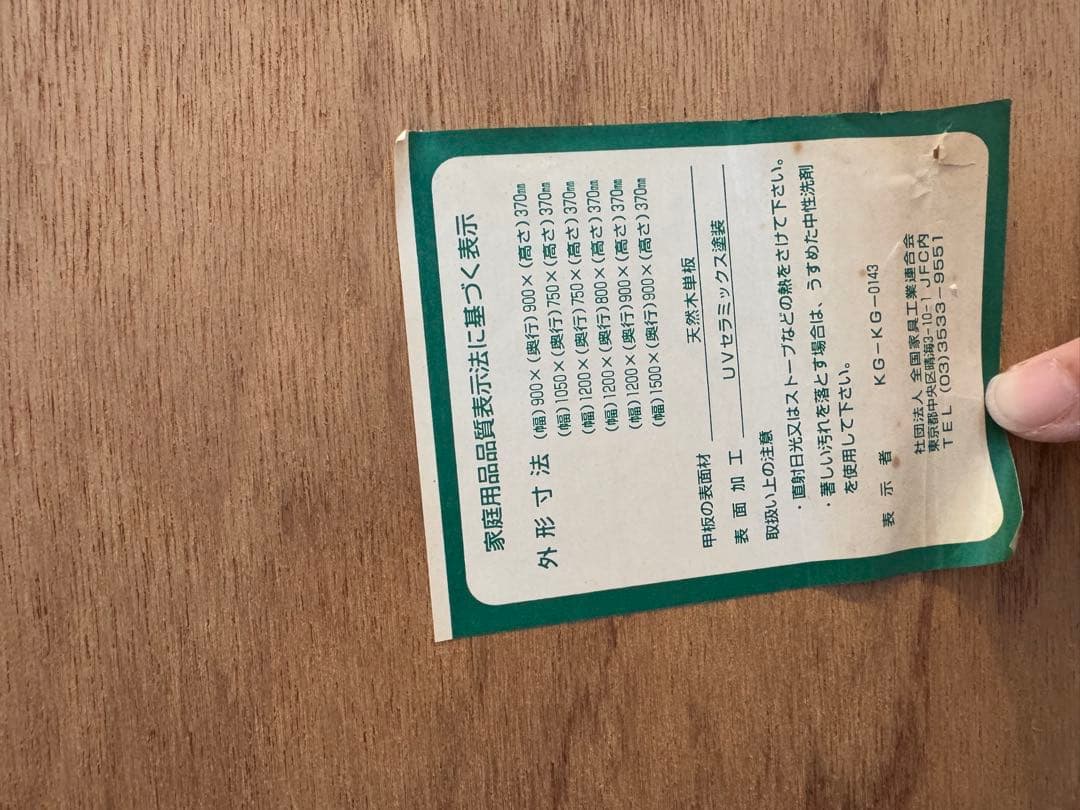 家庭用品品質表示法に基づく表示
外形寸法 (幅)900×(奥行)900×(高さ)370㎜
(幅)1050×(奥行)750×(高さ)370㎜
(幅)1200×(奥行)750×(高さ)370㎜
(幅)1200×(奥行)800×(高さ)370㎜
(幅)1200×(奥行)900×(高さ)370㎜
(幅)1500×(奥行)900×(高さ)370㎜
甲板の表面材 天然木単板
表面加工 UVセラミックス塗装
取扱い上の注意
・直射日光又はストーブなどの熱をさけて下さい。
・著しい汚れを落とす場合は、うすめた中性洗剤
を使用して下さい。
表示者 KG-KG-0143
社団法人 全国家具工業連合会
東京都中央区晴海3-10-1 JFC内
TEL (03)3533-9551